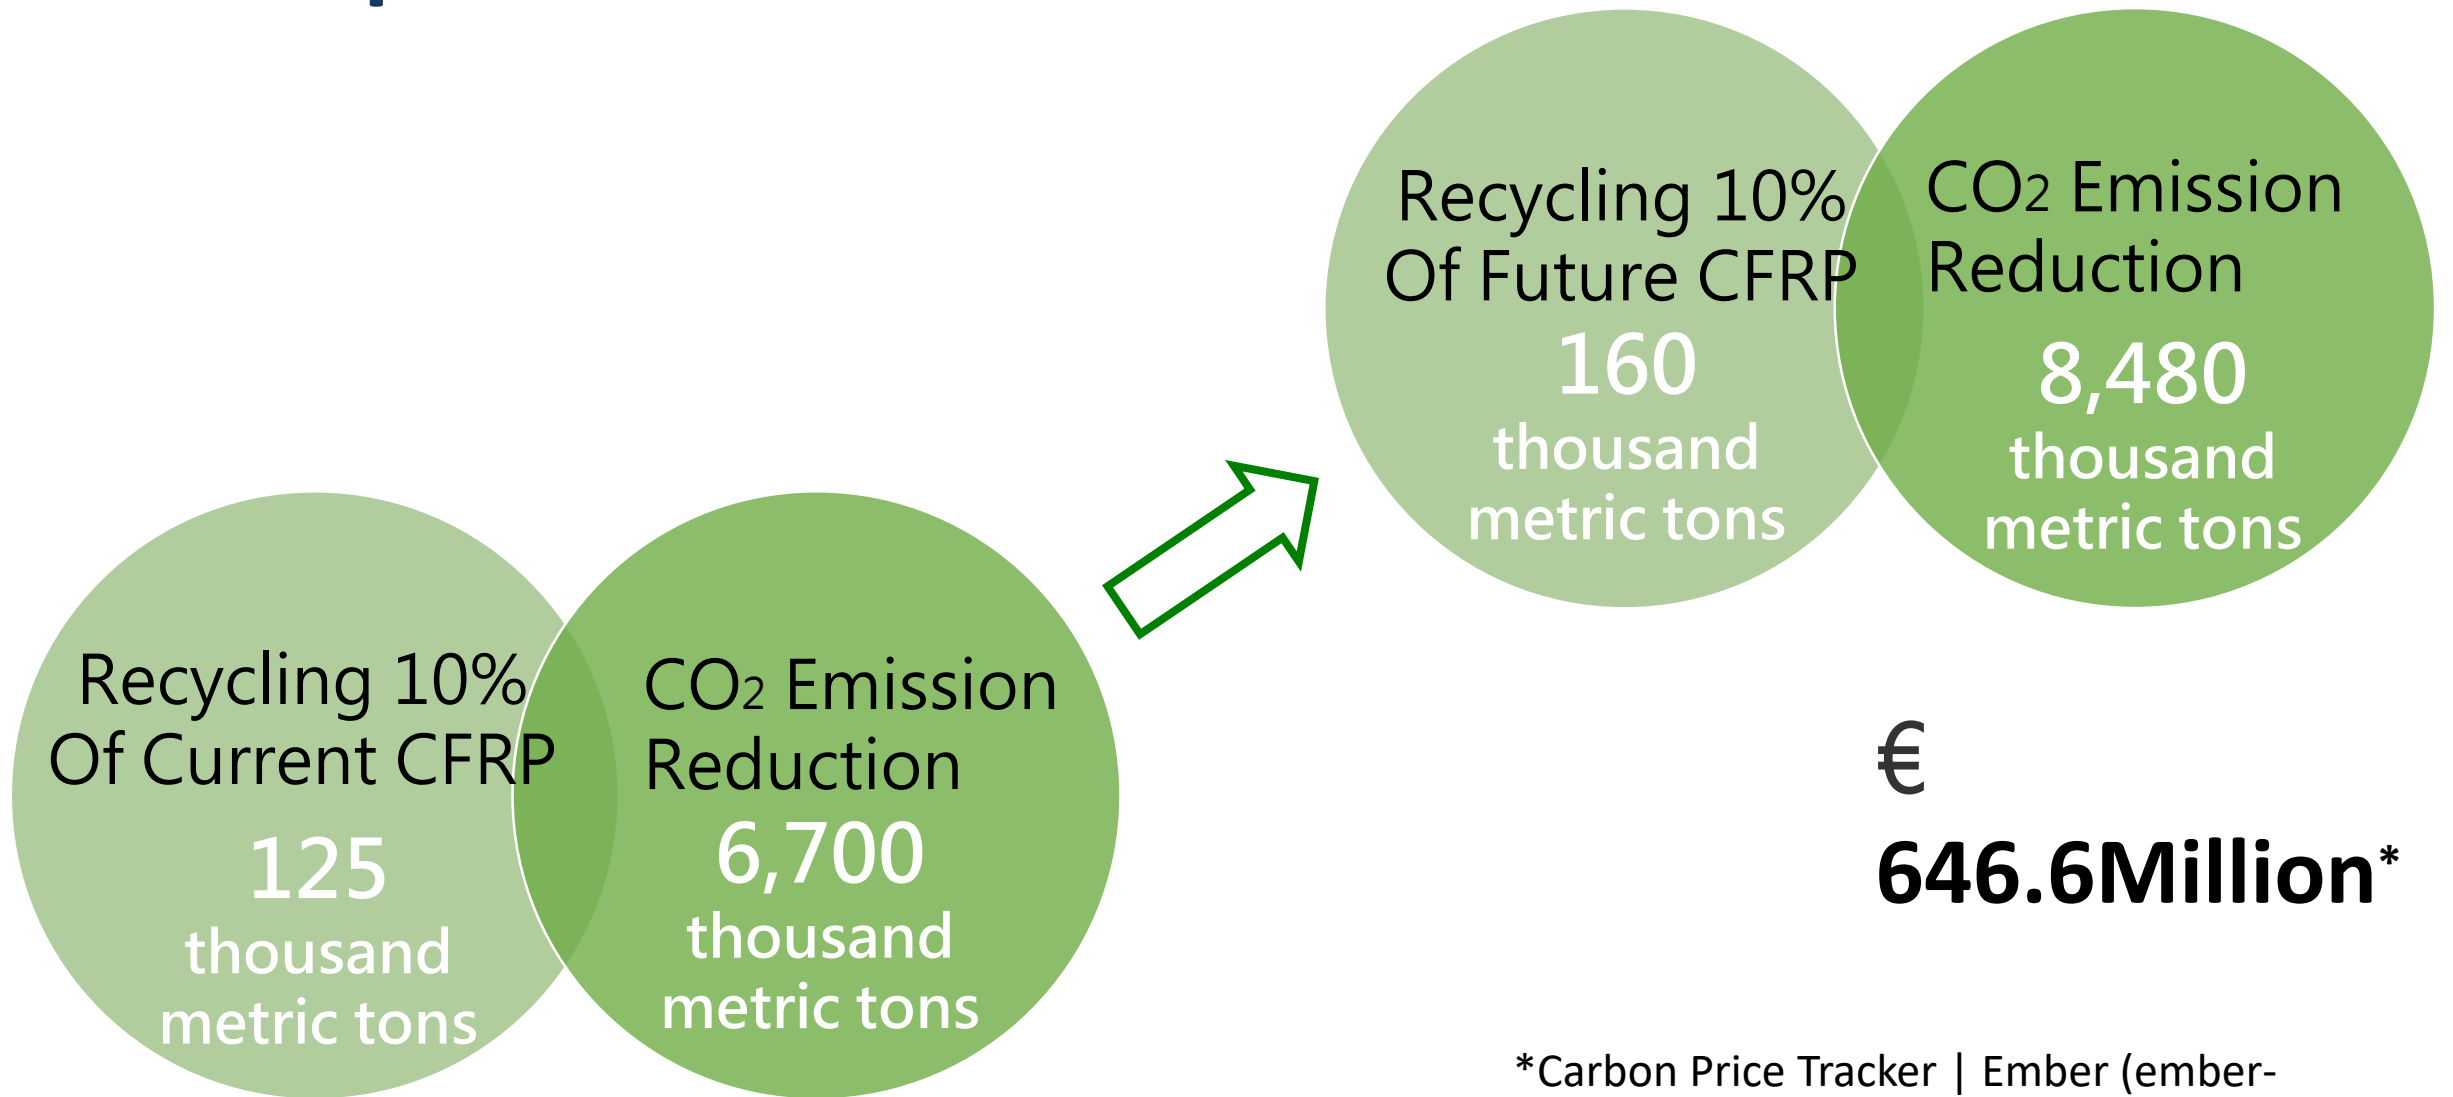 Recycling 10%
Of Current CFRP
125
thousand
metric tons
CO2 Emission
Reduction
6,700
thousand
metric tons
Recycling 10%
Of Future CFRP
160
thousand
metric tons
CO2 Emission
Reduction
8,480
thousand
metric tons
€
646.6Million*
*Carbon Price Tracker | Ember (ember-